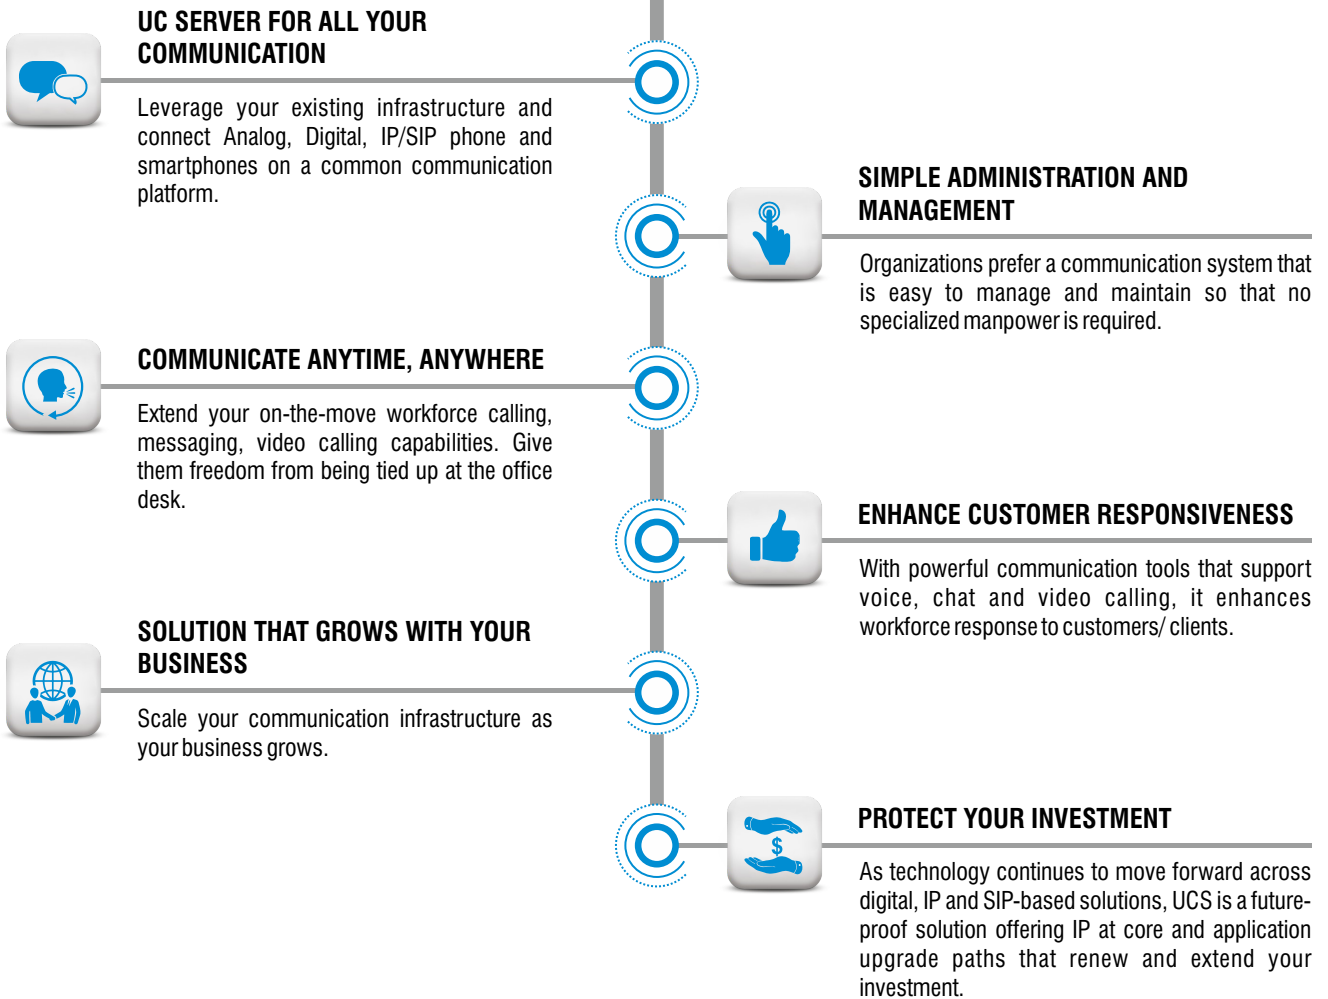 UC SERVER FOR ALL YOUR
COMMUNICATION
Leverage your existing infrastructure and
connect Analog, Digital, IP/SIP phone and
smartphones on a common communication
platform.
SIMPLE ADMINISTRATION AND
MANAGEMENT
Organizations prefer a communication system that
is easy to manage and maintain so that no
specialized manpower is required.
COMMUNICATE ANYTIME, ANYWHERE
Extend your on-the-move workforce calling,
messaging, video calling capabilities. Give
them freedom from being tied up at the office
desk.
ENHANCE CUSTOMER RESPONSIVENESS
With powerful communication tools that support
voice, chat and video calling, it enhances
workforce response to customers/ clients.
SOLUTION THAT GROWS WITH YOUR
BUSINESS
Scale your communication infrastructure as
your business grows.
PROTECT YOUR INVESTMENT
$
As technology continues to move forward across
digital, IP and SIP-based solutions, UCS is a future-
proof solution offering IP at core and application
upgrade paths that renew and extend your
investment.